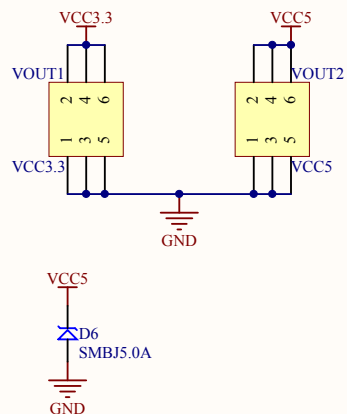 VCC3.3
VCC5
VOUT1
VOUT2
2 4 6
2 4 6
1 3 5
1 3 5
VCC3.3
VCC5
GND
VCC5
D6
SMBJ5.0A
GND